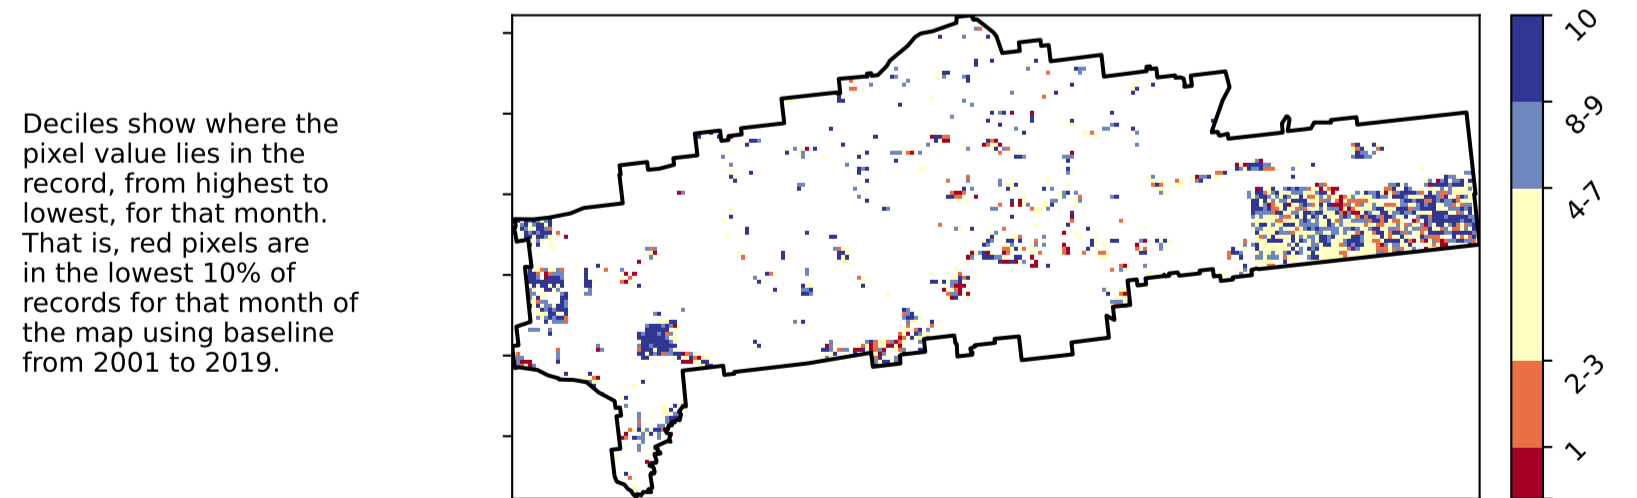 Deciles show where the
pixel value lies in the
record, from highest to
lowest, for that month.
That is, red pixels are
in the lowest 10% of
records for that month of
the map using baseline
from 2001 to 2019.
10
8-9
4-7
2-3
1